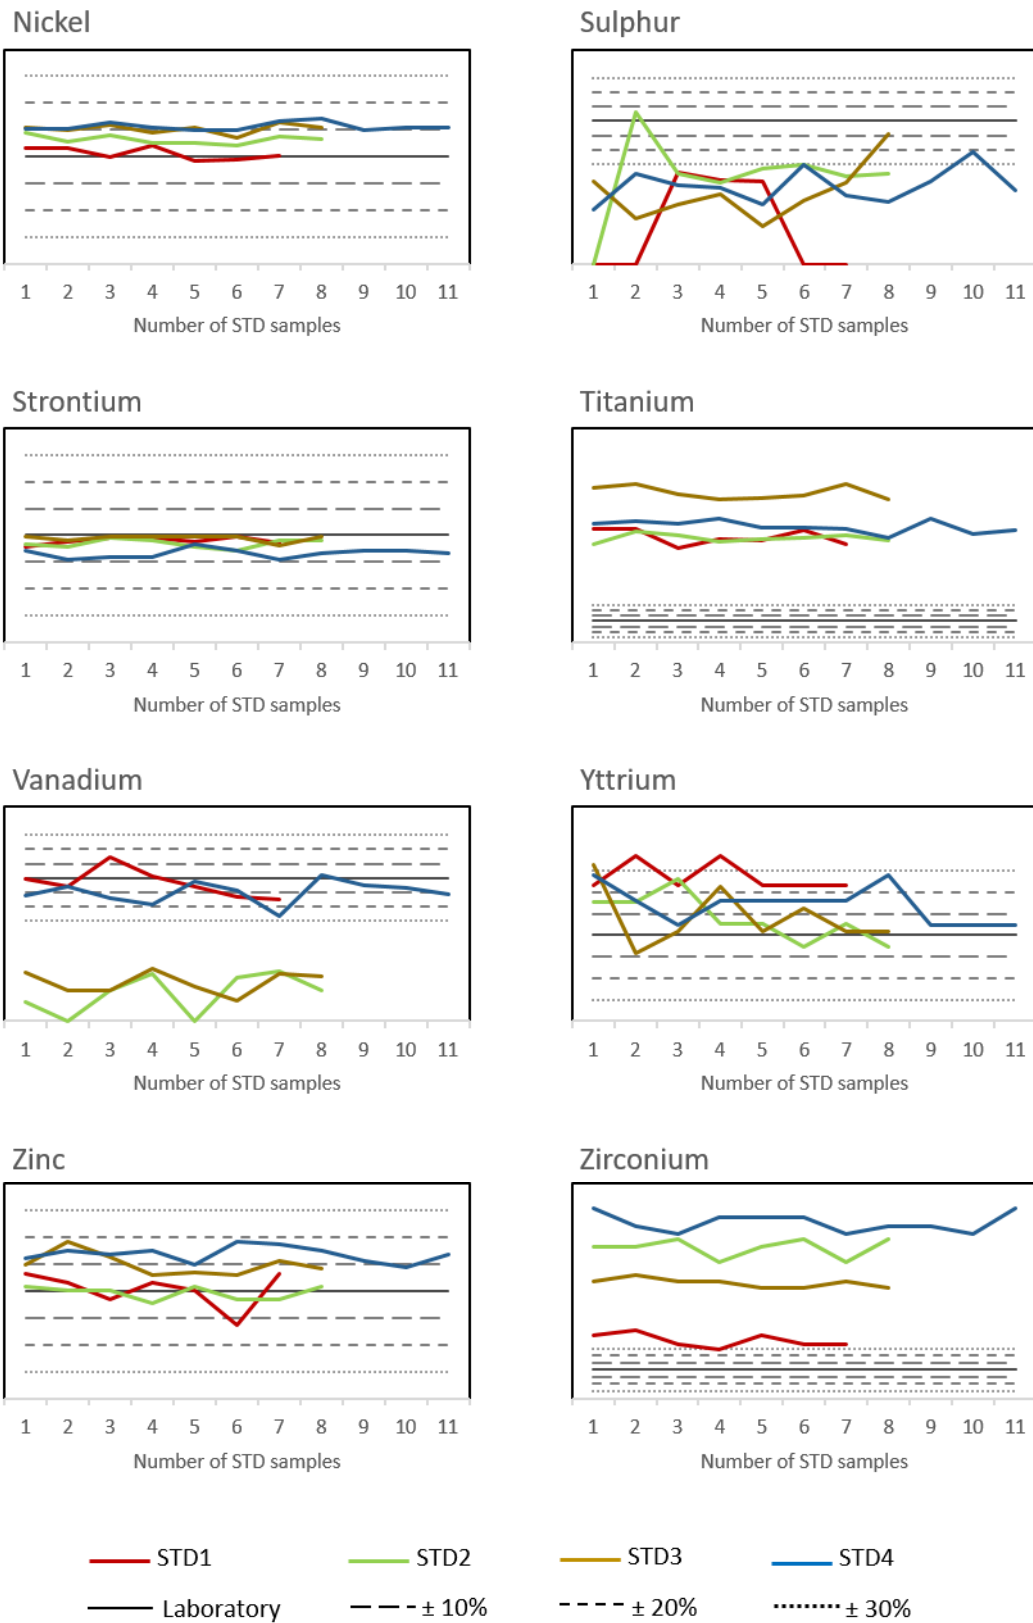 Nickel
Sulphur
1 2 3 4 5 6 7 8 9 10 11
1 2 3 4 5 6 7 8 9 10 11
Number of STD samples
Number of STD samples
Strontium
Titanium
1 2 3 4 5 6 7 8 9 10 11
1 2 3 4 5 6 7 8 9 10 11
Number of STD samples
Number of STD samples
Vanadium
Yttrium
1 2 3 4 5 6 7 8 9 10 11
1 2 3 4 5 6 7 8 9 10 11
Number of STD samples
Number of STD samples
Zinc
Zirconium
1 2 3 4 5 6 7 8 9 10 11
1 2 3 4 5 6 7 8 9 10 11
Number of STD samples
Number of STD samples
STD1 STD2 STD3 STD4
Laboratory ± 10% ± 20% ± 30%